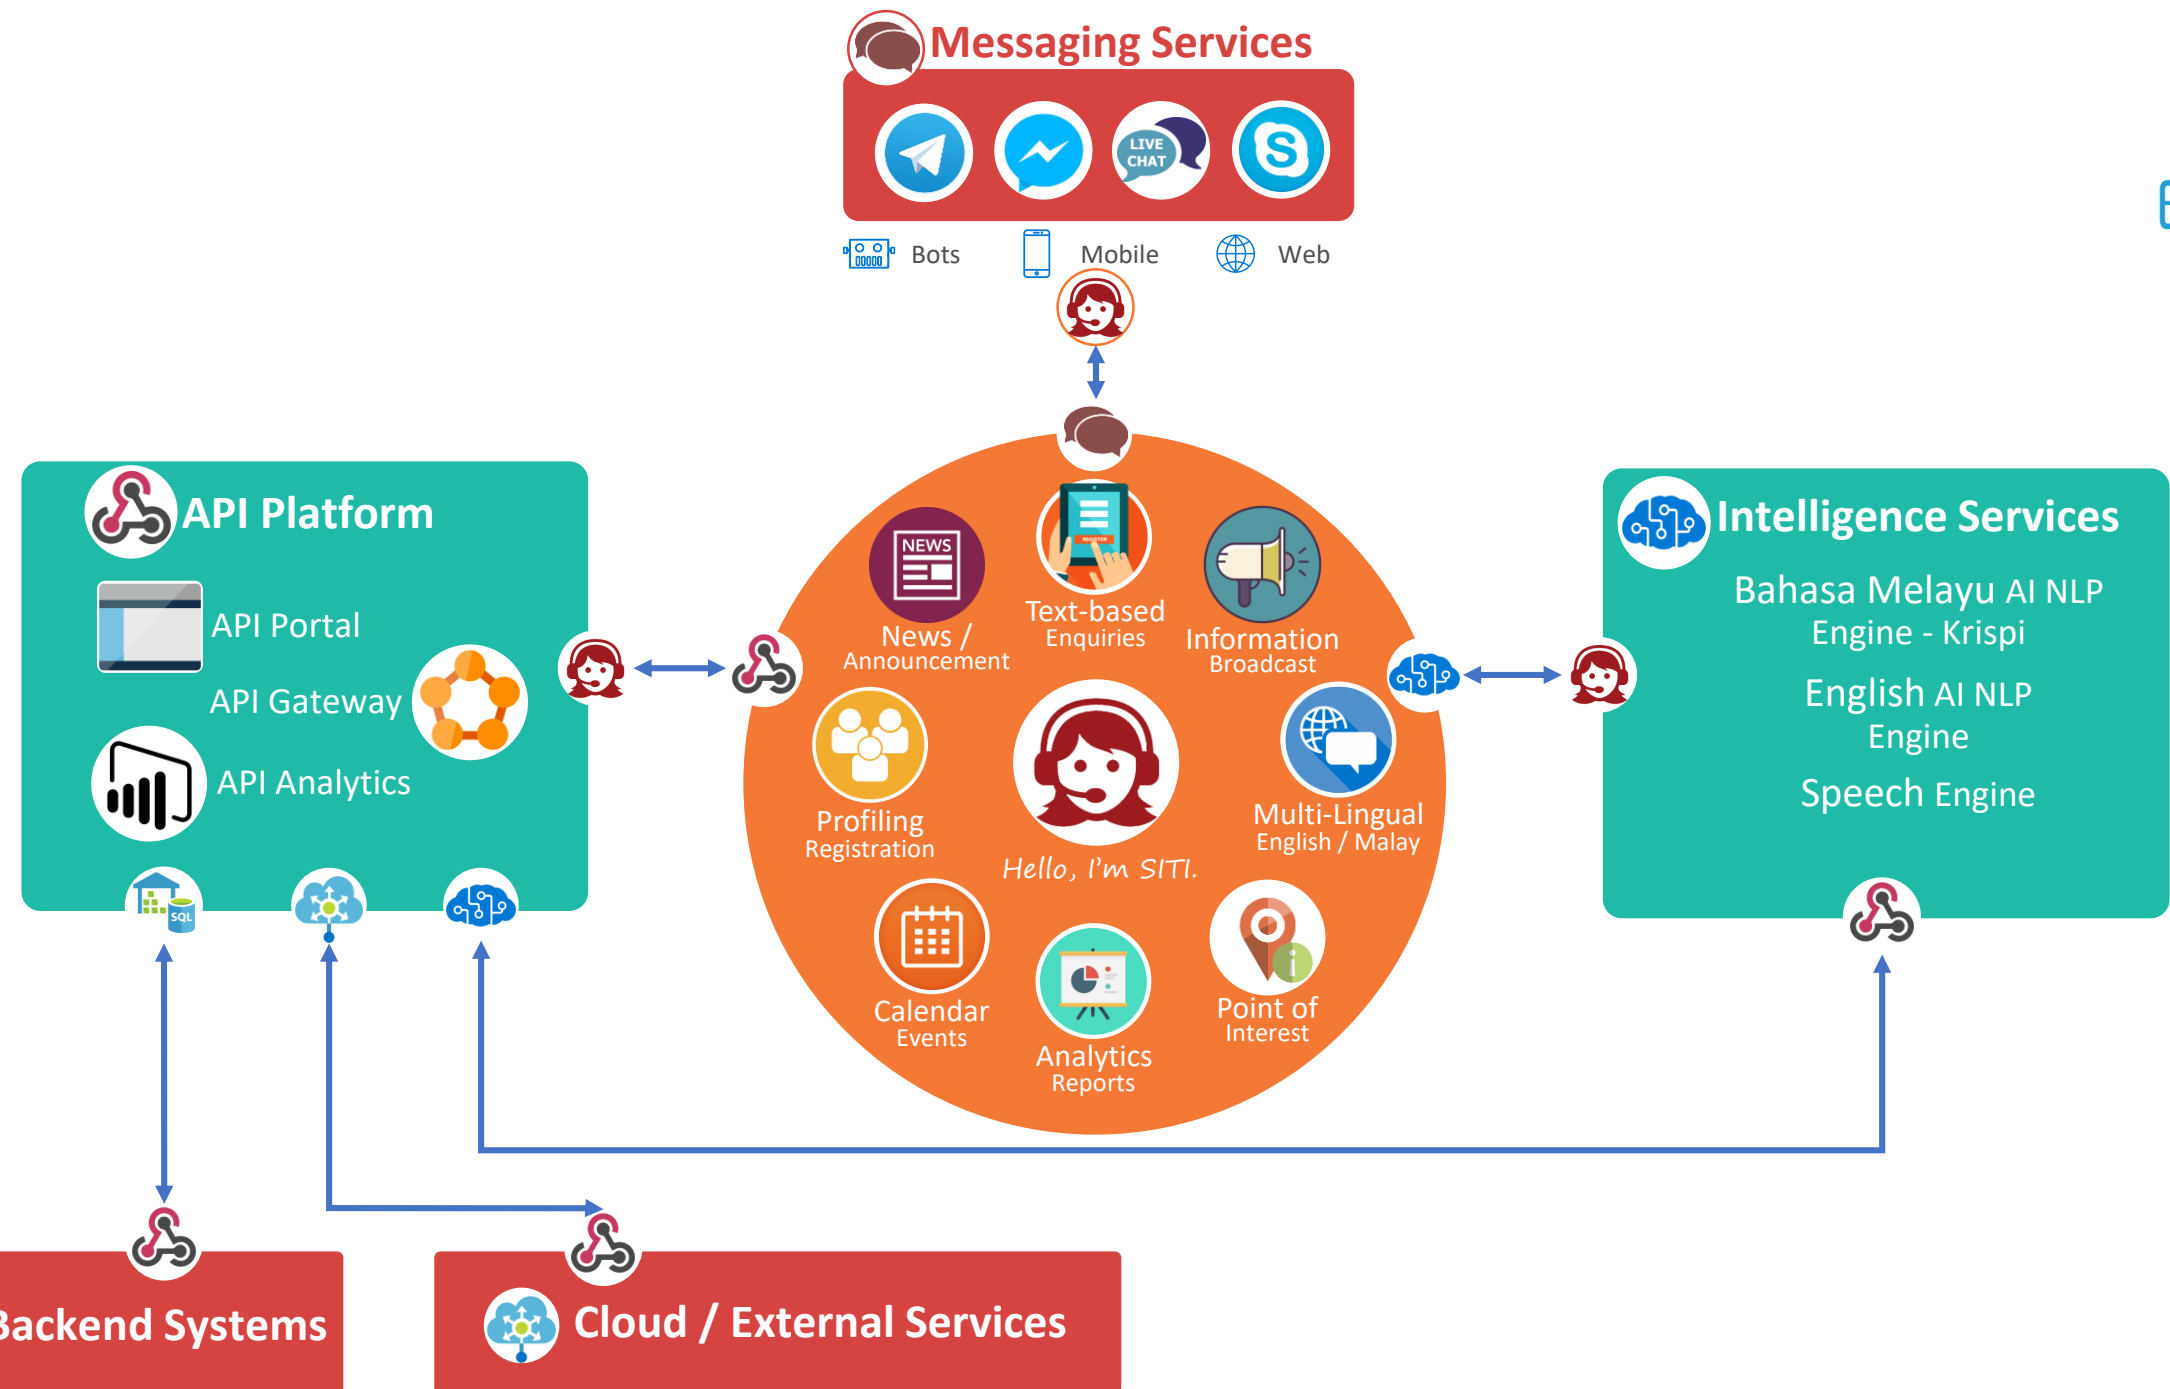 Messaging Services
LIVE
CHAT
S
Bots
Mobile
Web
API Platform
API Portal
API Gateway
API Analytics
SQL
NEWS
News /
Announcement
REGISTER
Text-based
Enquiries
Information
Broadcast
Profiling
Registration
Hello, I'm SITI.
Multi-Lingual
English / Malay
Calendar
Events
Analytics
Reports
i
Point of
Interest
Intelligence Services
Bahasa Melayu AI NLP
Engine - Krispi
English AI NLP
Engine
Speech Engine
Backend Systems
Cloud / External Services